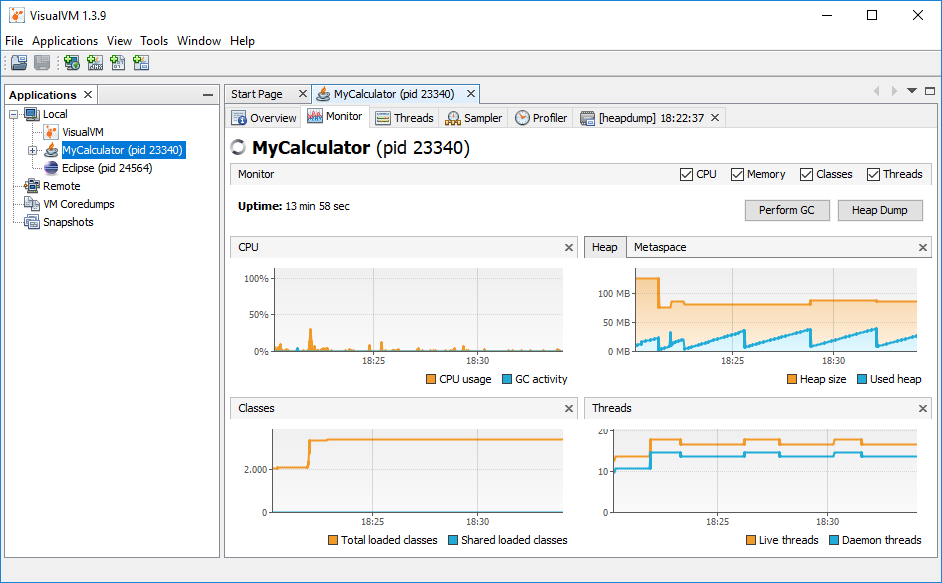 VisualVM 1.3.9
File Applications View Tools Window Help
Applications
Local
VisualVM
MyCalculator (pid 23340)
Eclipse (pid 24564)
Remote
VM Coredumps
Snapshots
Start Page MyCalculator (pid 23340)
Overview Monitor Threads Sampler Profiler [heapdump] 18:22:37
MyCalculator (pid 23340)
Monitor CPU Memory Classes Threads
Uptime: 13 min 58 sec Perform GC Heap Dump
CPU
100%
50%
0%
18:25 18:30
CPU usage GC activity
Heap Metaspace
100 MB
50 MB
0 MB
18:25 18:30
Heap size Used heap
Classes
2.000
0
18:25 18:30
Total loaded classes Shared loaded classes
Threads
20
10
0
18:25 18:30
Live threads Daemon threads